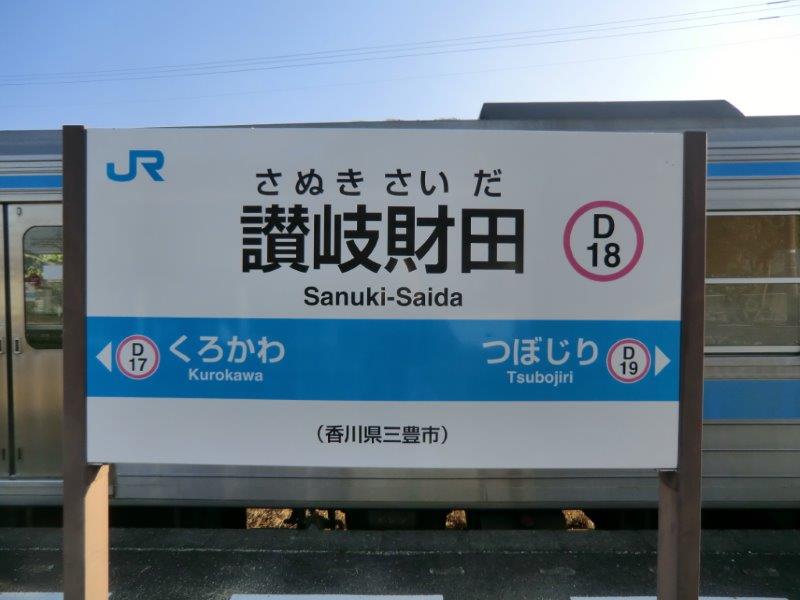 JR
さぬきさいだ
讃岐財田
D
18
Sanuki-Saida
D
17
くろかわ
Kurokawa
つぼじり
Tsubojiri
D
19
（香川県三豊市）